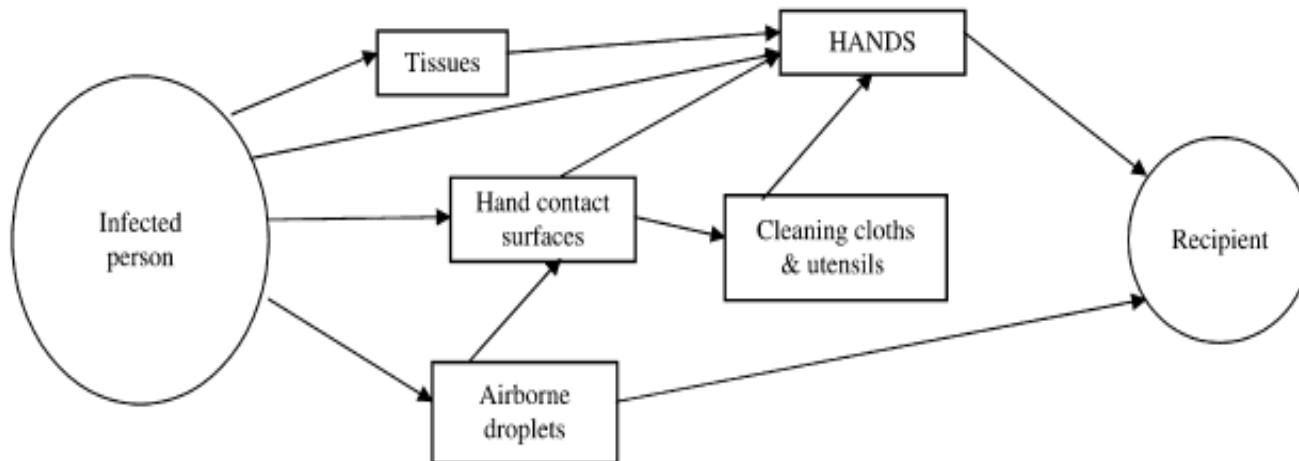 Tissues
HANDS
Infected
person
Hand contact
surfaces
Cleaning cloths
& utensils
Recipient
Airborne
droplets